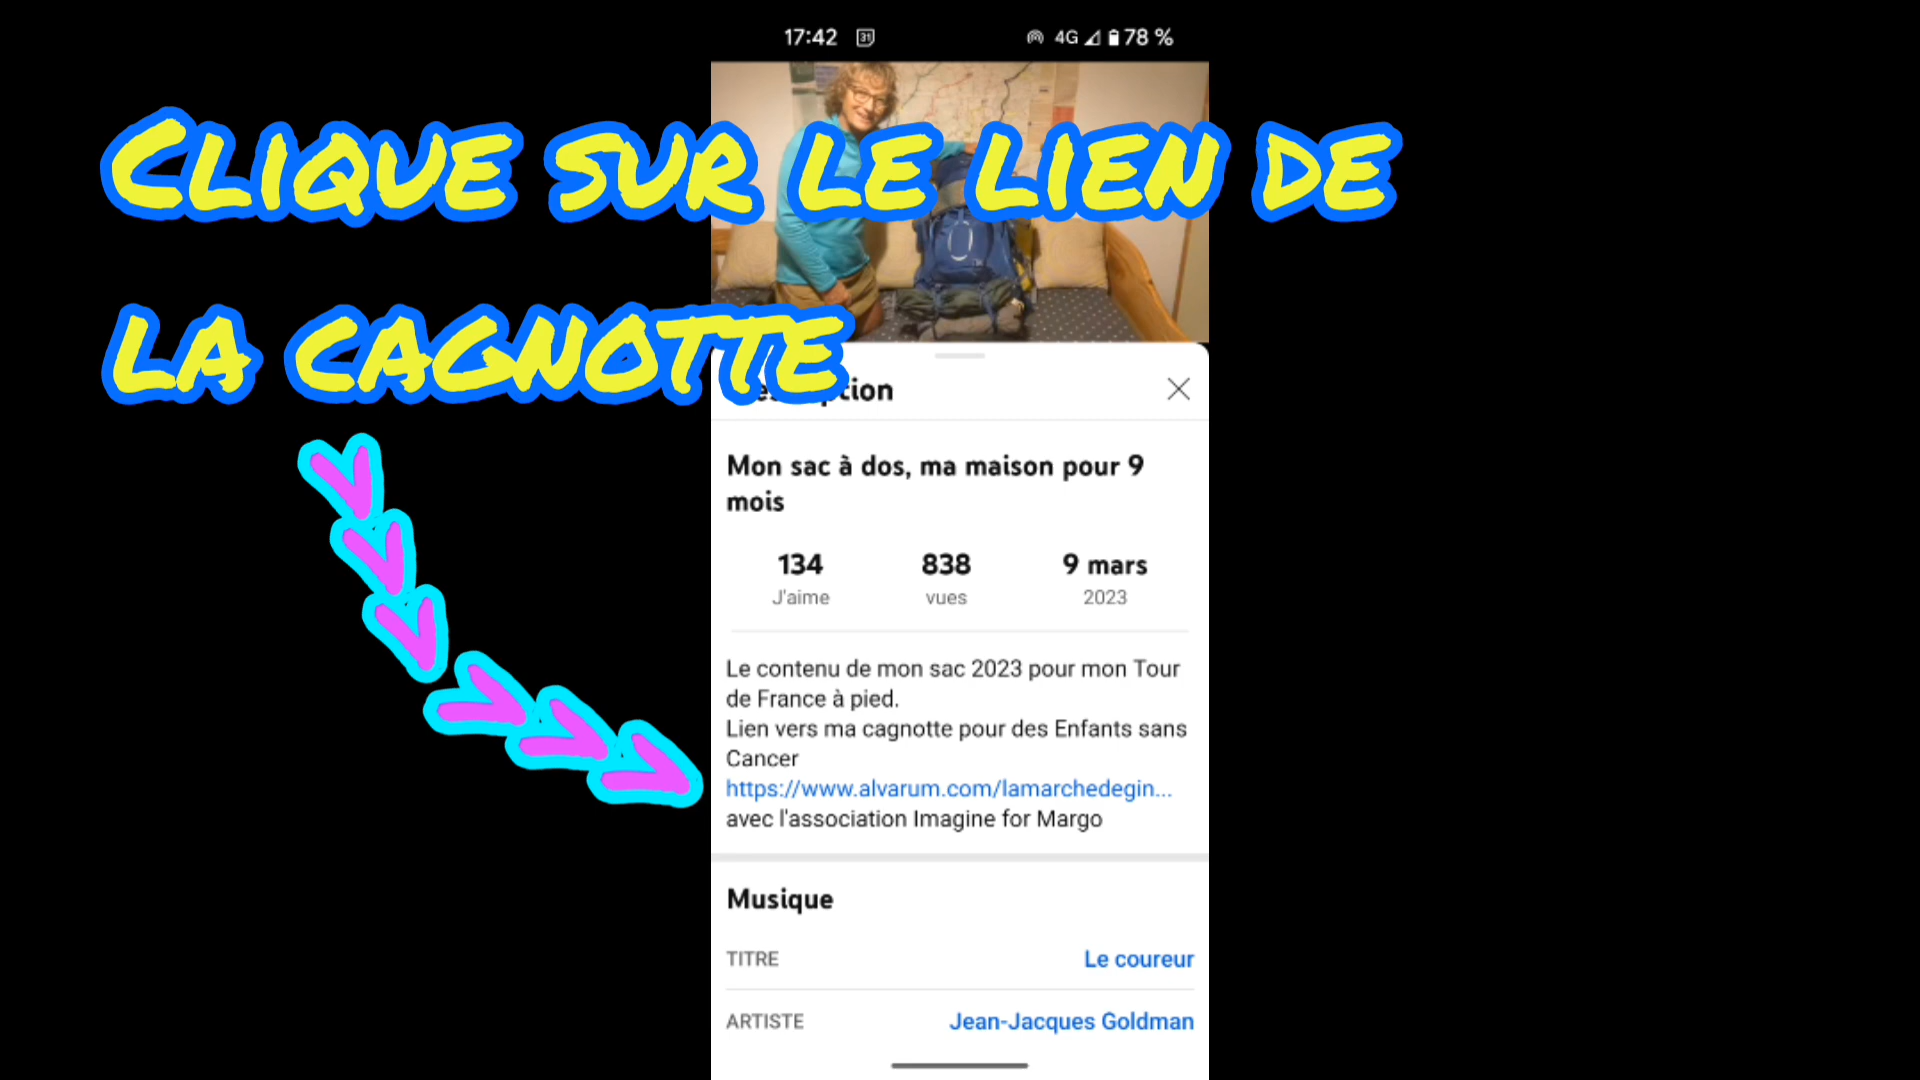 17:42 31 4G 78 %
Clique sur le lien de
la cagnotte
Mon sac à dos, ma maison pour 9
mois
134 838 9 mars
J'aime vues 2023
Le contenu de mon sac 2023 pour mon Tour
de France à pied.
Lien vers ma cagnotte pour des Enfants sans
Cancer
https://www.alvarum.com/lamarchedegin...
avec l'association Imagine for Margo
Musique
TITRE Le coureur
ARTISTE Jean-Jacques Goldman